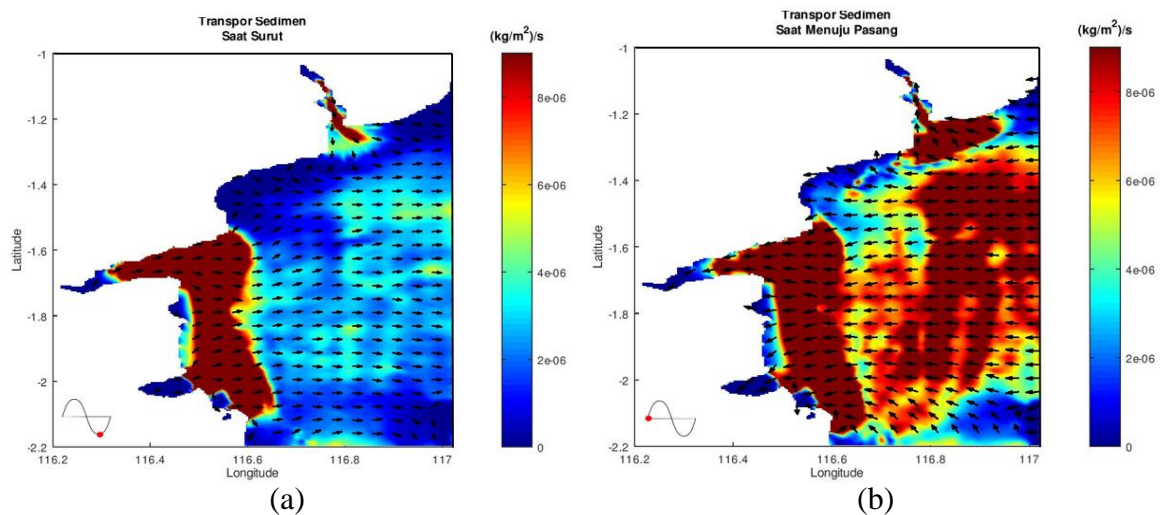 Transpor Sedimen
Saat Surut
(kg/m²)/s
-1
-1.2
-1.4
-1.6
-1.8
-2
-2.2
Latitude
116.2
116.4
116.6
116.8
117
Longitude
8e-06
6e-06
4e-06
2e-06
0
(a)
Transpor Sedimen
Saat Menuju Pasang
(kg/m²)/s
-1
-1.2
-1.4
-1.6
-1.8
-2
-2.2
Latitude
116.2
116.4
116.6
116.8
117
Longitude
8e-06
6e-06
4e-06
2e-06
0
(b)